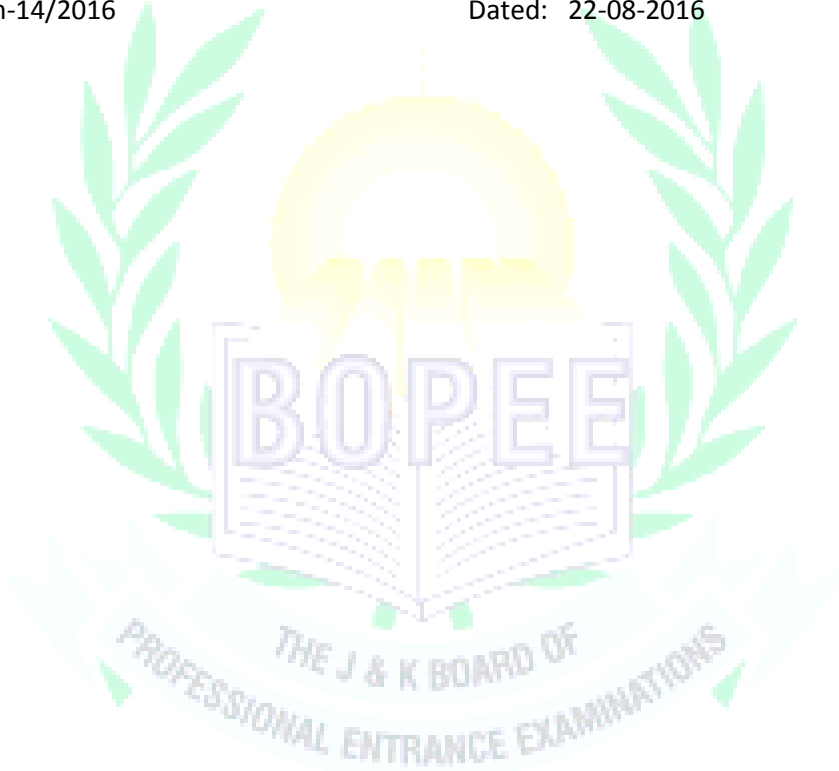 n-14/2016 Dated: 22-08-2016
BOPEE
THE J & K BOARD OF
PROFESSIONAL ENTRANCE EXAMINATIONS